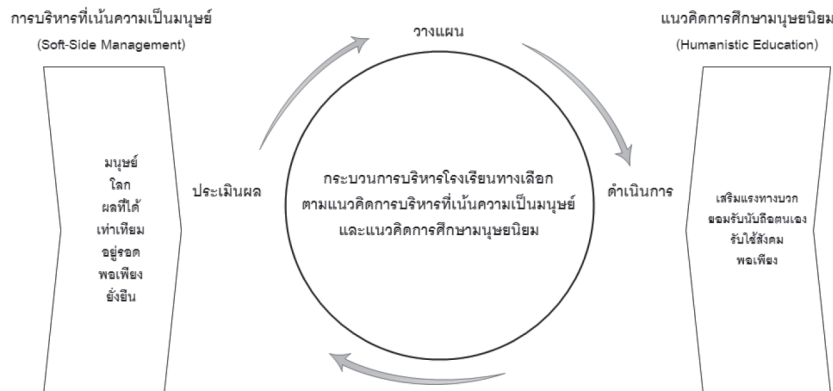 การบริหารที่เน้นความเป็นมนุษย์
(Soft-Side Management)
มนุษย์
โลก
ผลที่ได้
เท่าเทียม
อยู่รอด
พอเพียง
ยั่งยืน
ประเมินผล
วางแผน
กระบวนการบริหารโรงเรียนทางเลือก
ตามแนวคิดการบริหารที่เน้นความเป็นมนุษย์
และแนวคิดการศึกษามนุษยนิยม
ดำเนินการ
แนวคิดการศึกษามนุษยนิยม
(Humanistic Education)
เสริมแรงทางบวก
ยอมรับนับถือตนเอง
รับใช้สังคม
พอเพียง